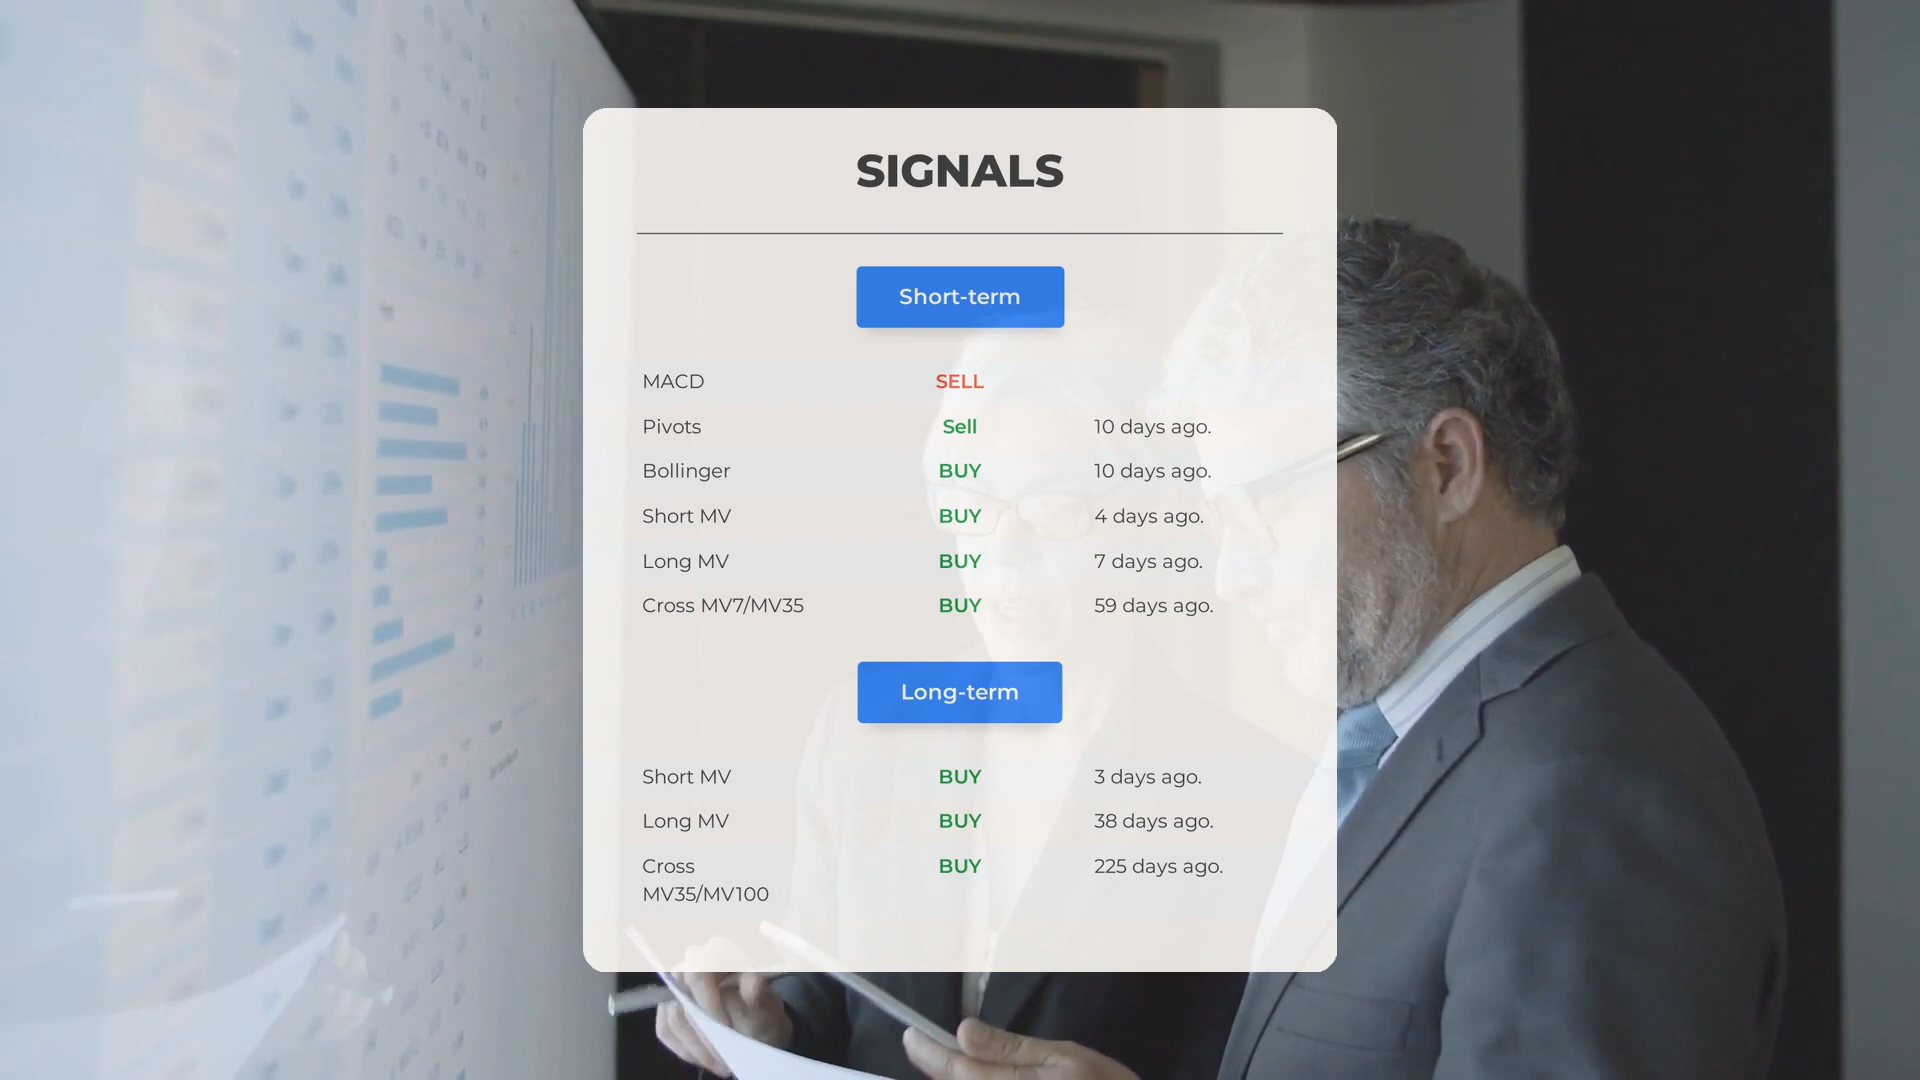 SIGNALS
Short-term
MACD SELL
Pivots Sell 10 days ago.
Bollinger BUY 10 days ago.
Short MV BUY 4 days ago.
Long MV BUY 7 days ago.
Cross MV7/MV35 BUY 59 days ago.
Long-term
Short MV BUY 3 days ago.
Long MV BUY 38 days ago.
Cross BUY 225 days ago.
MV35/MV100